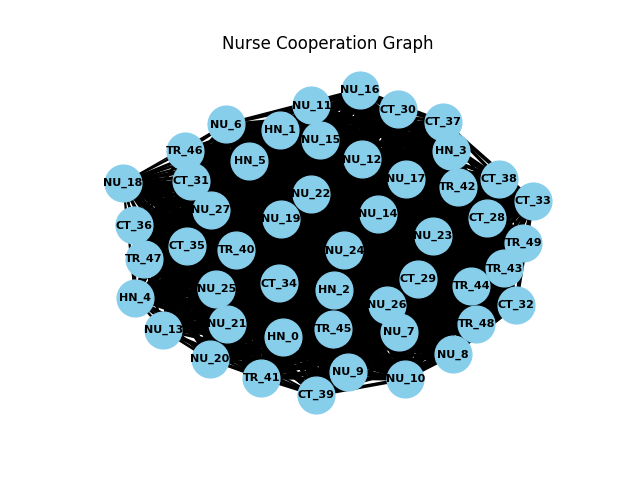 Nurse Cooperation Graph
NU_16
NU_11
CT_30
NU_6
CT_37
HN_1
NU_15
TR_46
HN_3
HN_5
NU_12
NU_18
CT_31
NU_17
CT_38
TR_42
NU_22
CT_33
NU_27
NU_14
CT_36
NU_19
CT_28
NU_23
TR_49
CT_35
TR_40
NU_24
TR_47
TR_43
CT_29
CT_34
TR_44
NU_25
HN_2
HN_4
NU_26
CT_32
NU_21
TR_48
NU_13
TR_45
NU_7
HN_0
NU_8
NU_20
NU_9
TR_41
NU_10
CT_39